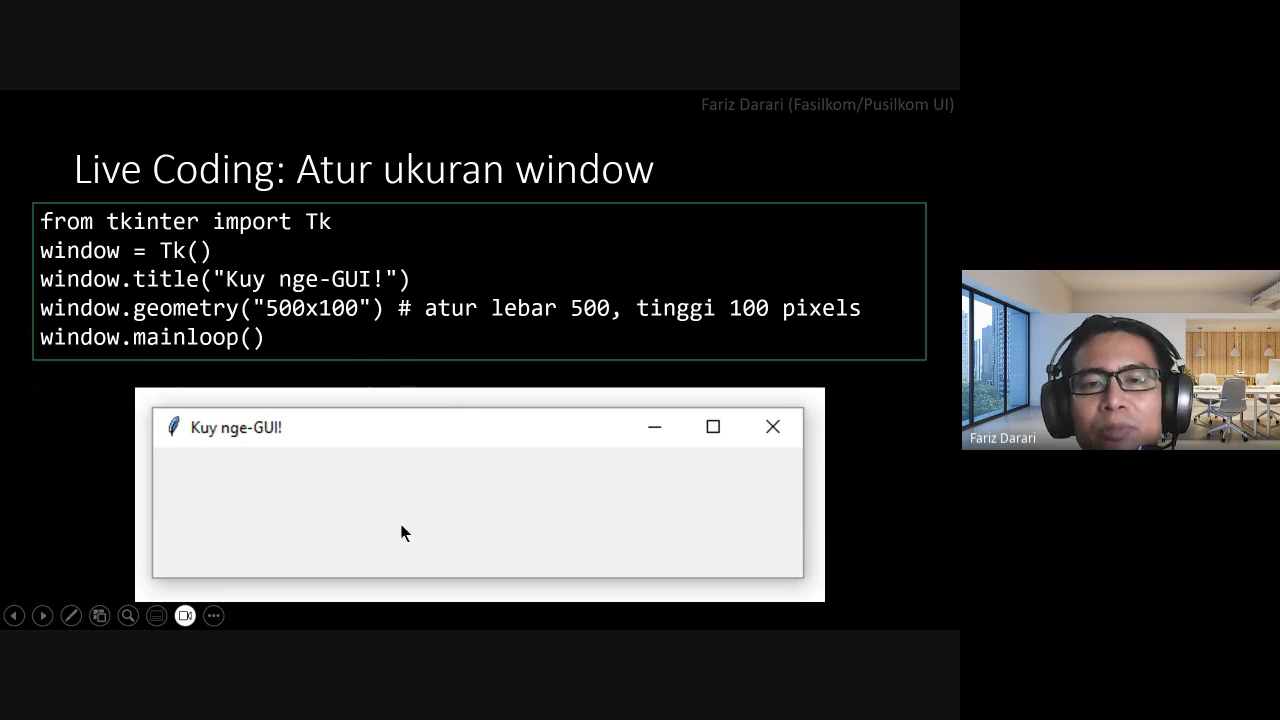 Fariz Darari (Fasilkom/Pusilkom UI)
Live Coding: Atur ukuran window
from tkinter import Tk
window = Tk()
window.title("Kuy nge-GUI!")
window.geometry("500x100") # atur lebar 500, tinggi 100 pixels
window.mainloop()
Kuy nge-GUI!
Fariz Darari